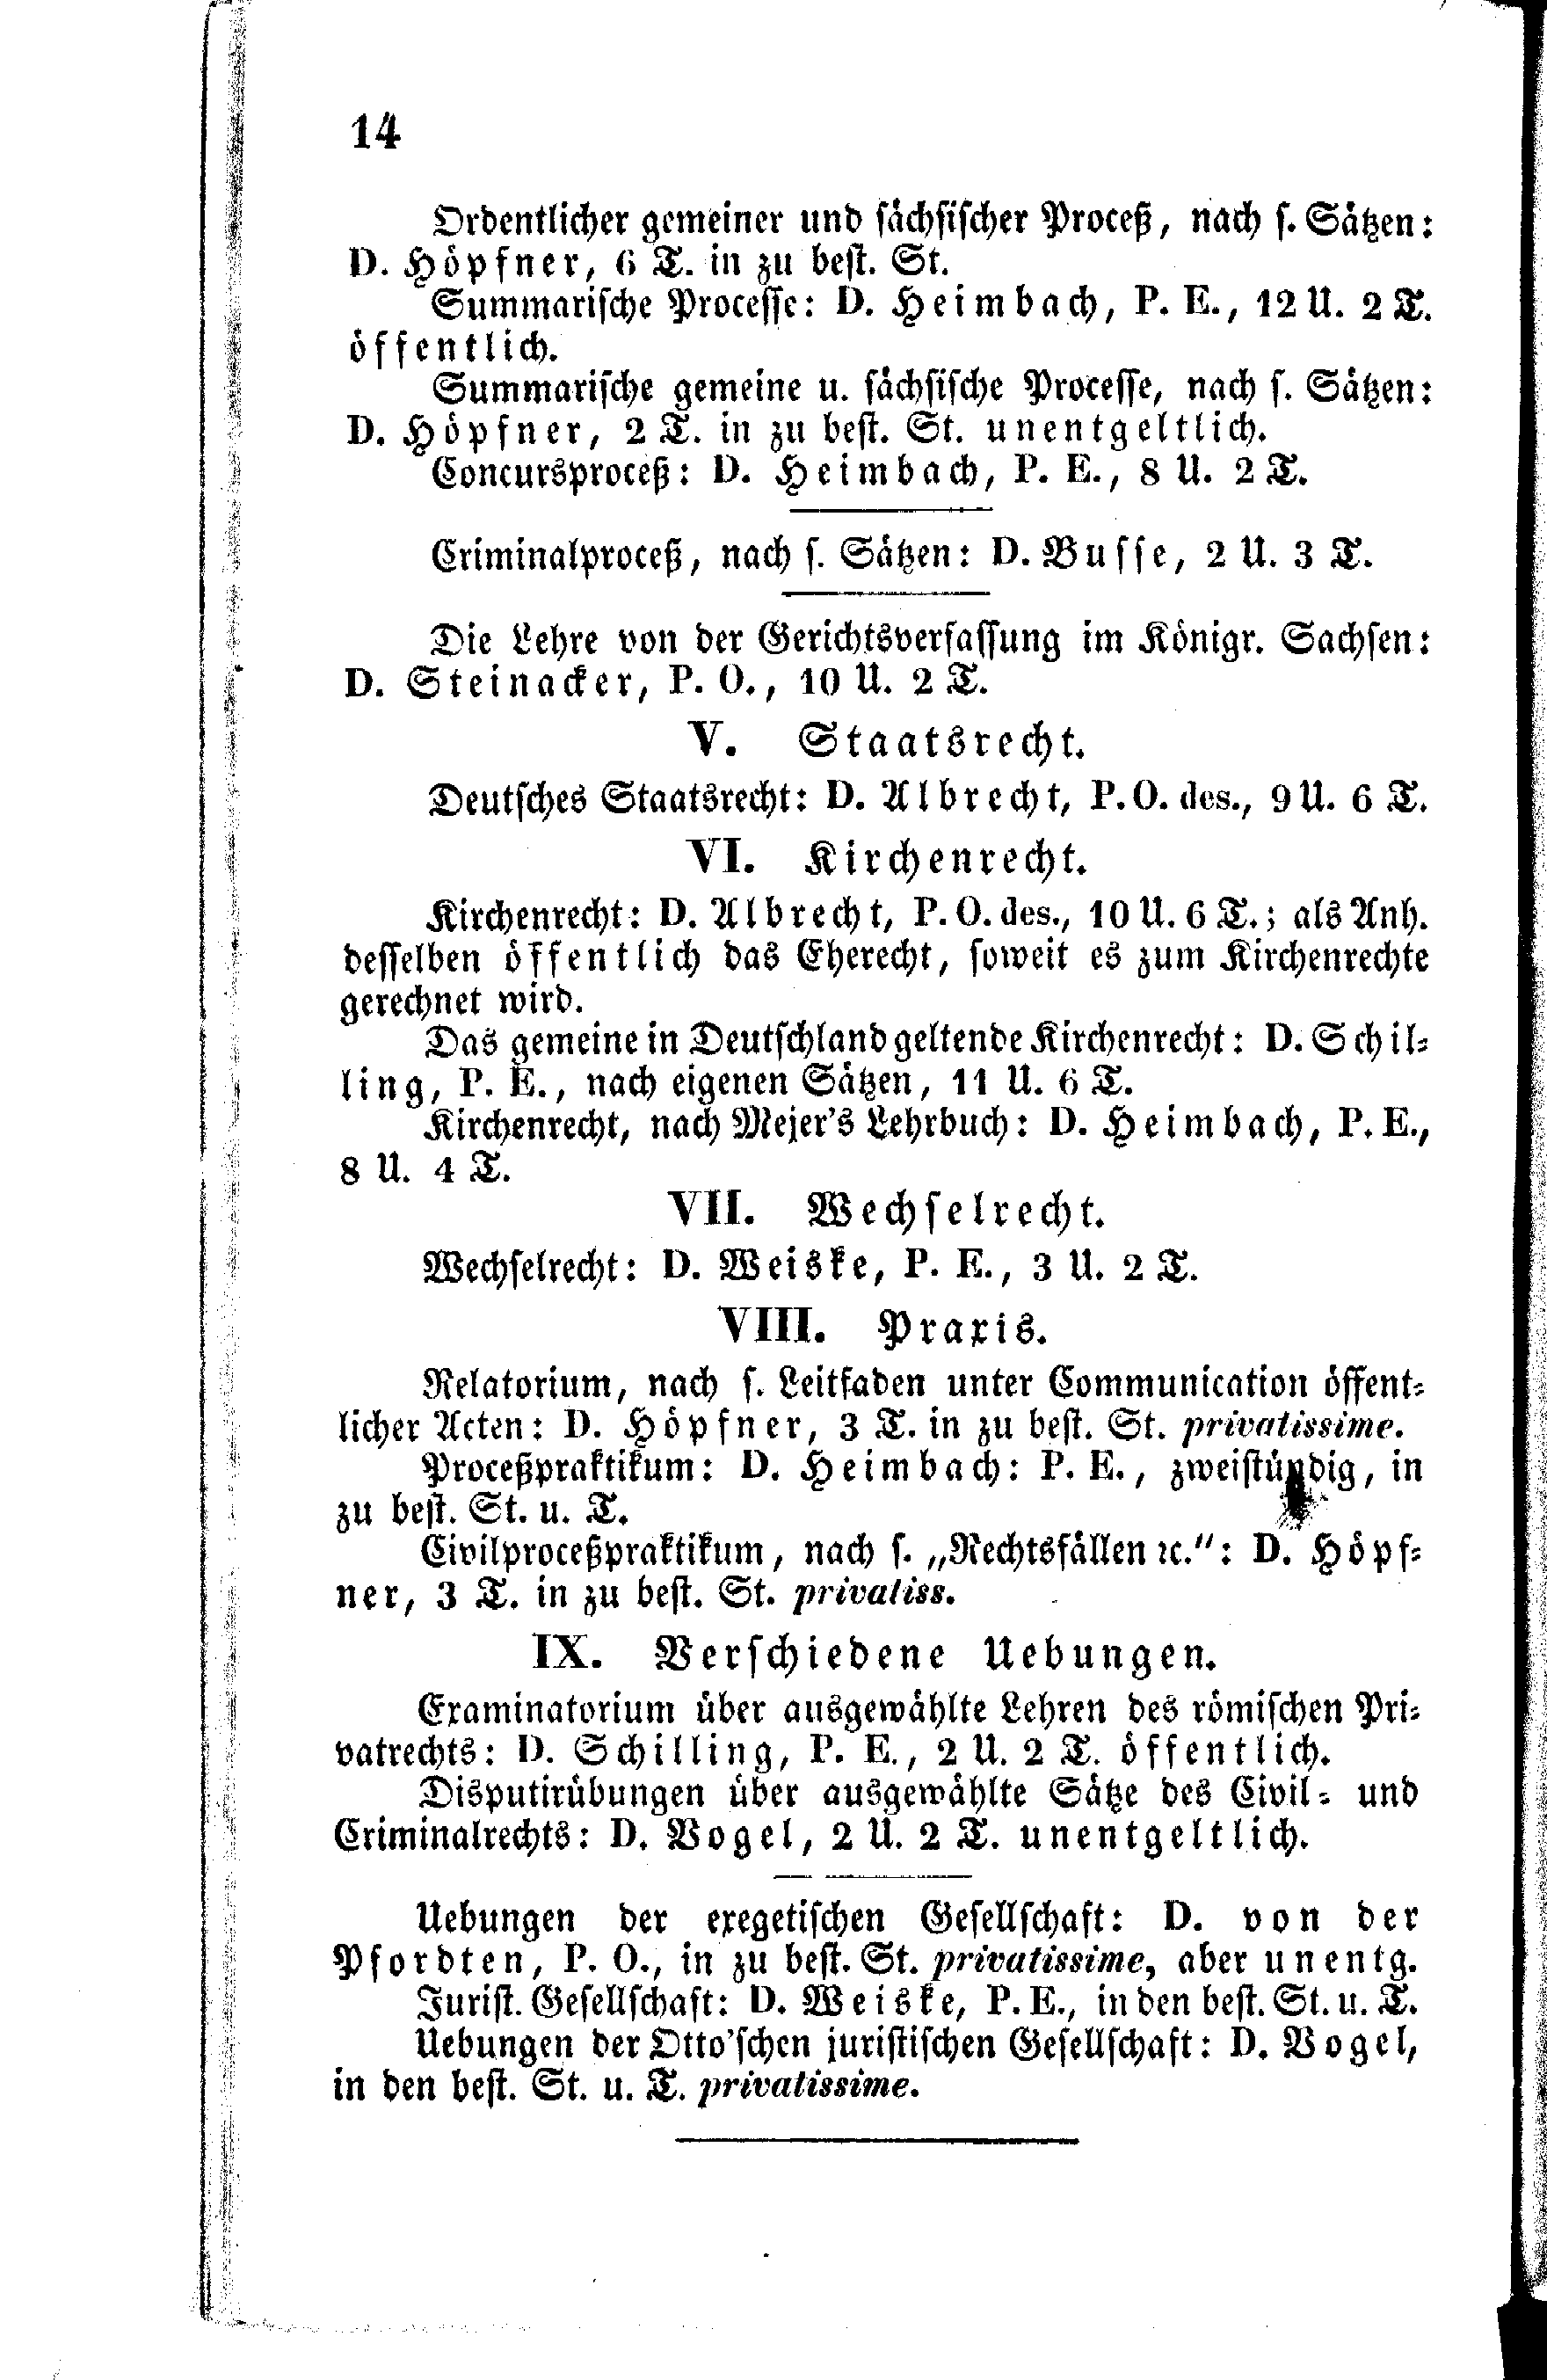 14
Ordentlicher gemeiner und sächsischer Proceß, nach s. Sätzen:
D. Höpfner, 6 T. in zu best. St.
Summarische Processe: D. Heimbach, P. E., 12 U. 2 T.
öffentlich.
Summarische gemeine u. sächsische Processe, nach s. Sätzen:
D. Höpfner, 2 T. in zu best. St. unentgeltlich.
Concursproceß: D. Heimbach, P. E., 8 U. 2 T.
Criminalproceß, nach s. Sätzen: D. Busse, 2 U. 3 T.
Die Lehre von der Gerichtsverfassung im Königr. Sachsen:
D. Steinacker, P. O., 10 U. 2 T.
V. Staatsrecht.
Deutsches Staatsrecht: D. Albrecht, P. O. des., 9 U. 6 T.
VI. Kirchenrecht.
Kirchenrecht: D. Albrecht, P. O. des., 10 U. 6 T.; als Anh.
desselben öffentlich das Eherecht, soweit es zum Kirchenrechte
gerechnet wird.
Das gemeine in Deutschland geltende Kirchenrecht: D. Schil-
ling, P. E., nach eigenen Sätzen, 11 U. 6 T.
Kirchenrecht, nach Mejer's Lehrbuch: D. Heimbach, P. E.,
8 U. 4 T.
VII. Wechselrecht.
Wechselrecht: D. Weiske, P. E., 3 U. 2 T.
VIII. Praxis.
Relatorium, nach s. Leitfaden unter Communication öffent-
licher Acten: D. Höpfner, 3 T. in zu best. St. privatissime.
Proceßpraktikum: D. Heimbach: P. E., zweistündig, in
zu best. St. u. T.
Civilproceßpraktikum, nach s. „Rechtsfällen ꝛc.": D. Höpf-
ner, 3 T. in zu best. St. privatiss.
IX. Verschiedene Uebungen.
Examinatorium über ausgewählte Lehren des römischen Pri-
vatrechts: D. Schilling, P. E., 2 U. 2 T. öffentlich.
Disputirübungen über ausgewählte Sätze des Civil- und
Criminalrechts: D. Vogel, 2 U. 2 T. unentgeltlich.
Uebungen der exegetischen Gesellschaft: D. von der
Pfordten, P. O., in zu best. St. privatissime, aber unentg.
Jurist. Gesellschaft: D. Weiske, P. E., in den best. St. u. T.
Uebungen der Otto'schen juristischen Gesellschaft: D. Vogel,
in den best. St. u. T. privatissime.